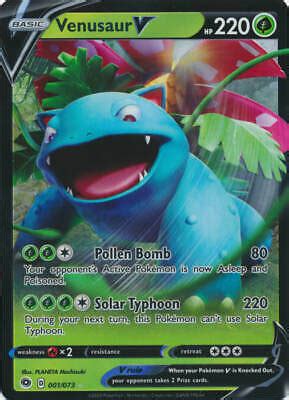 BASIC
Venusaur V
HP 220
Pollen Bomb 80
Your opponent's Active Pokémon is now Asleep and
Poisoned.
Solar Typhoon 220
During your next turn, this Pokémon can't use Solar
Typhoon.
weakness ×2 resistance retreat
Illus. PLANETA Mochizuki
V rule
When your Pokémon V is Knocked Out,
your opponent takes 2 Prize cards.
D 001/073
©2020 Pokémon